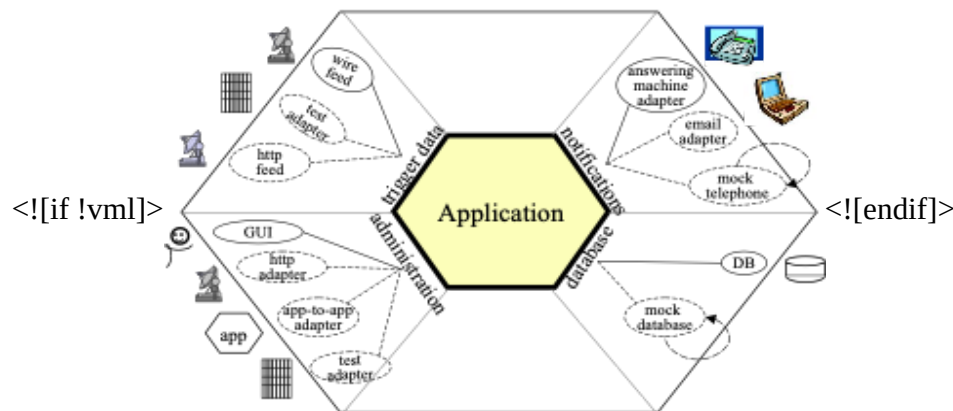 wire
feed
test
adapter
http
feed
trigger data
answering
machine
adapter
email
adapter
mock
telephone
notifications
<![if !vml]>
Application
<![endif]>
GUI
http
adapter
app-to-app
adapter
test
adapter
app
administration
database
DB
mock
database